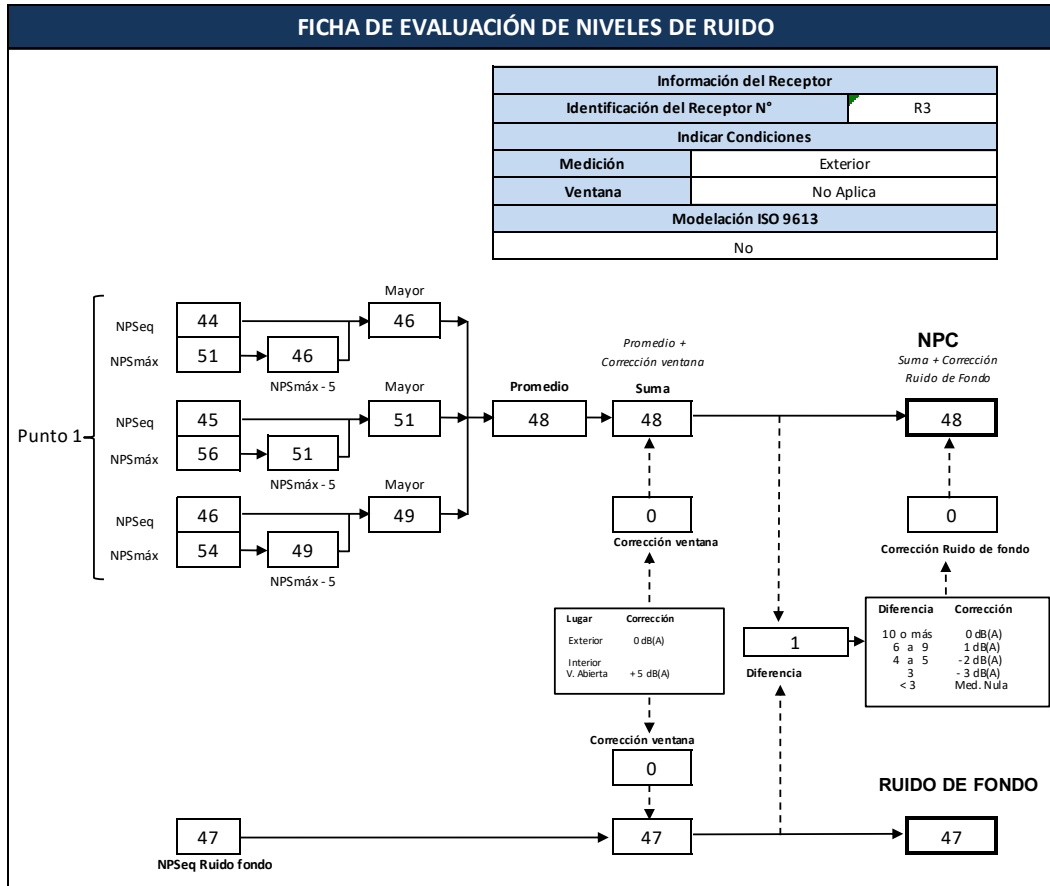 FICHA DE EVALUACIÓN DE NIVELES DE RUIDO
Información del Receptor
Identificación del Receptor N° R3
Indicar Condiciones
Medición Exterior
Ventana No Aplica
Modelación ISO 9613
No
Punto 1
NPSeq 44
NPSmáx 51
46
NPSmáx - 5
Mayor
46
NPSeq 45
NPSmáx 56
51
NPSmáx - 5
Mayor
51
NPSeq 46
NPSmáx 54
49
NPSmáx - 5
Mayor
49
Promedio
48
Promedio +
Corrección ventana
Suma
48
0
Corrección ventana
NPC
Suma + Corrección
Ruido de Fondo
48
0
Corrección Ruido de fondo
Lugar Corrección
Exterior 0 dB(A)
Interior
V. Abierta + 5 dB(A)
1
Diferencia
Diferencia Corrección
10 o más 0 dB(A)
6 a 9 1 dB(A)
4 a 5 -2 dB(A)
3 - 3 dB(A)
< 3 Med. Nula
Corrección ventana
0
RUIDO DE FONDO
47
47
47
NPSeq Ruido fondo